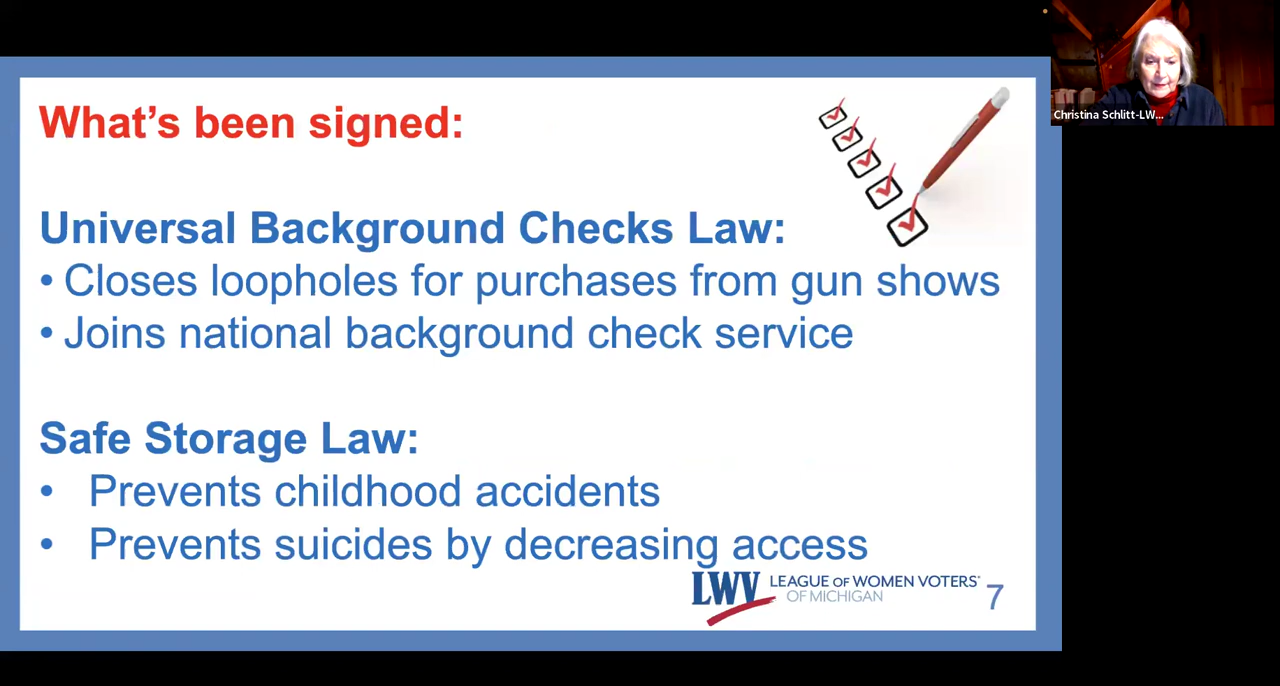 What's been signed:
Universal Background Checks Law:
• Closes loopholes for purchases from gun shows
• Joins national background check service
Safe Storage Law:
• Prevents childhood accidents
• Prevents suicides by decreasing access
LWV LEAGUE OF WOMEN VOTERS®
OF MICHIGAN
7
Christina Schlitt-LW...